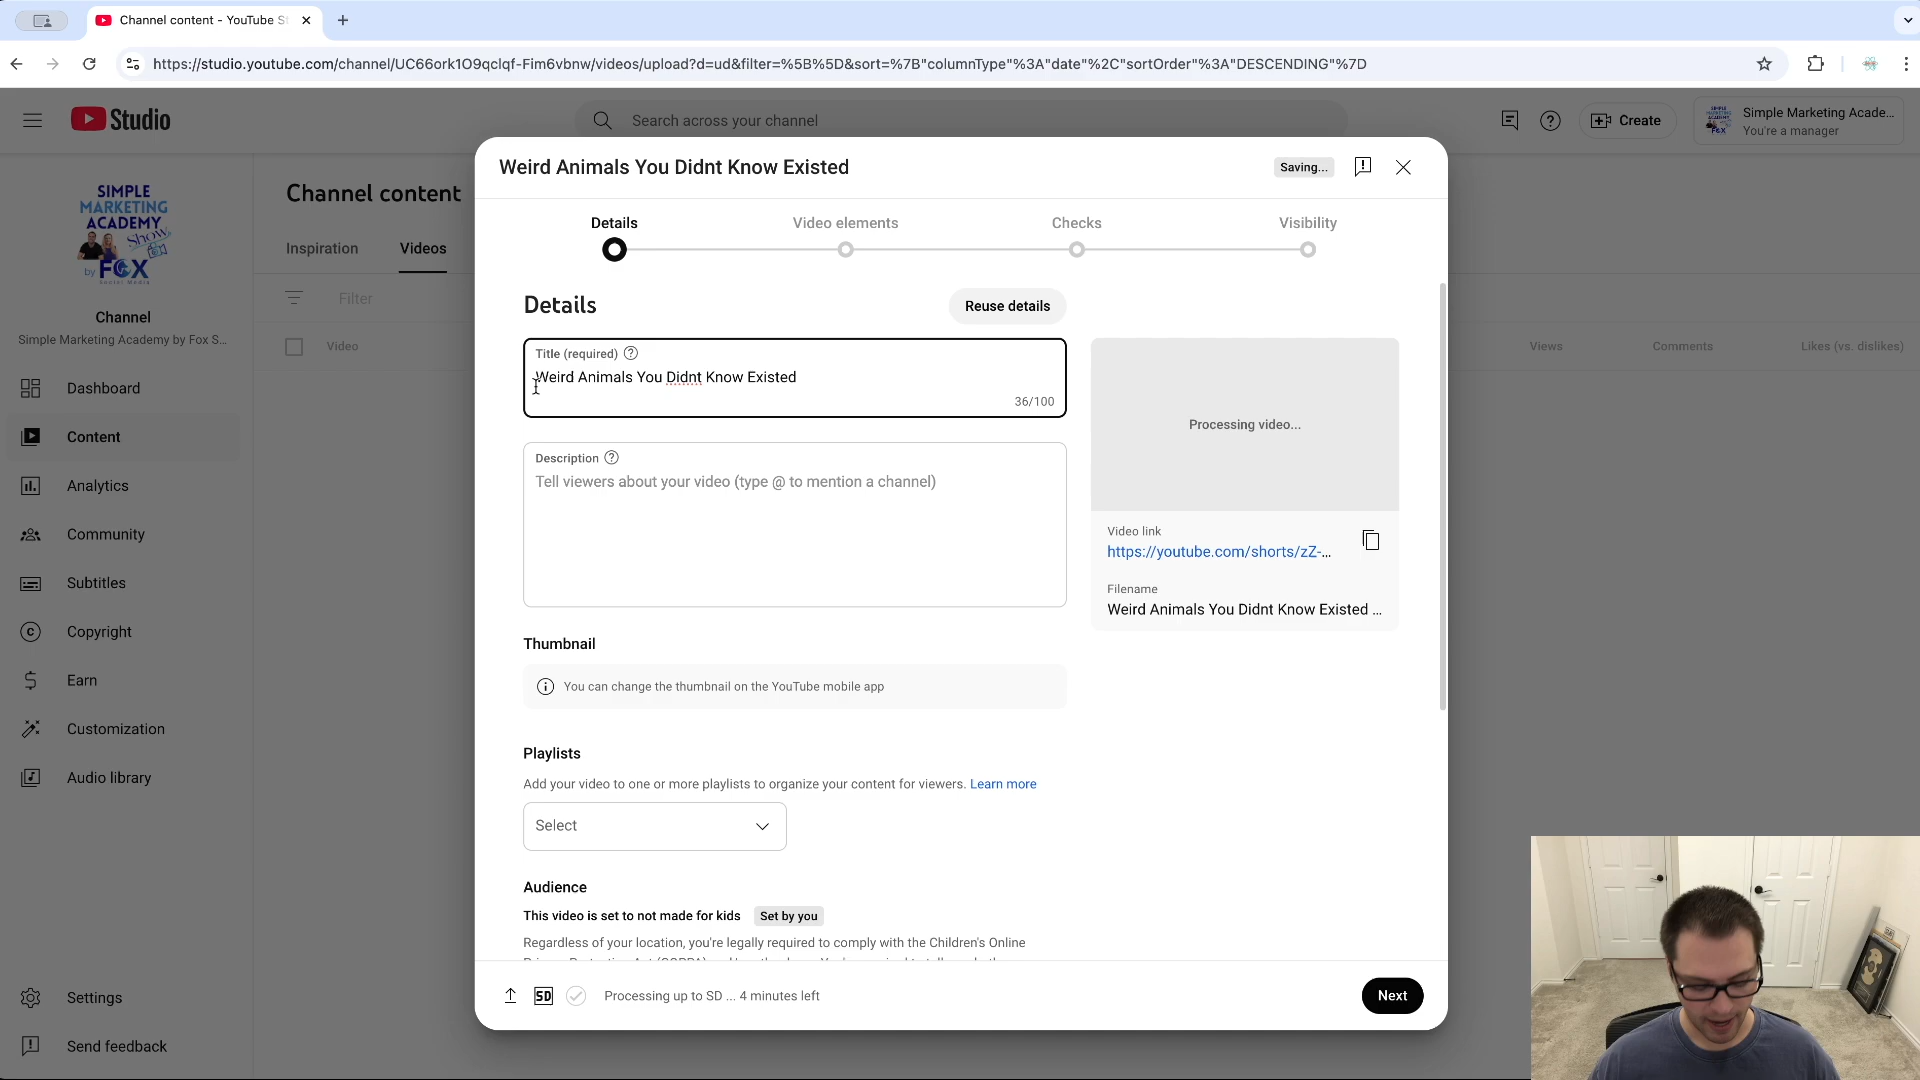 Channel content - YouTube St
https://studio.youtube.com/channel/UC66ork1O9qclqf-Fim6vbnw/videos/upload?d=ud&filter=%5B%5D&sort=%7B"columnType"%3A"date"%2C"sortOrder"%3A"DESCENDING"%7D
Studio
Search across your channel
Create
Simple Marketing Acade...
You're a manager
SIMPLE
MARKETING
ACADEMY
Show
by FOX
Social Media
Channel
Simple Marketing Academy by Fox S...
Dashboard
Content
Analytics
Community
Subtitles
Copyright
Earn
Customization
Audio library
Settings
Send feedback
Channel content
Inspiration
Videos
Filter
Video
Views
Comments
Likes (vs. dislikes)
Weird Animals You Didnt Know Existed
Saving...
Details
Video elements
Checks
Visibility
Details
Reuse details
Title (required)
Weird Animals You Didnt Know Existed
36/100
Description
Tell viewers about your video (type @ to mention a channel)
Processing video...
Video link
https://youtube.com/shorts/zZ-...
Filename
Weird Animals You Didnt Know Existed ...
Thumbnail
You can change the thumbnail on the YouTube mobile app
Playlists
Add your video to one or more playlists to organize your content for viewers. Learn more
Select
Audience
This video is set to not made for kids
Set by you
Regardless of your location, you're legally required to comply with the Children's Online
SD
Processing up to SD ... 4 minutes left
Next